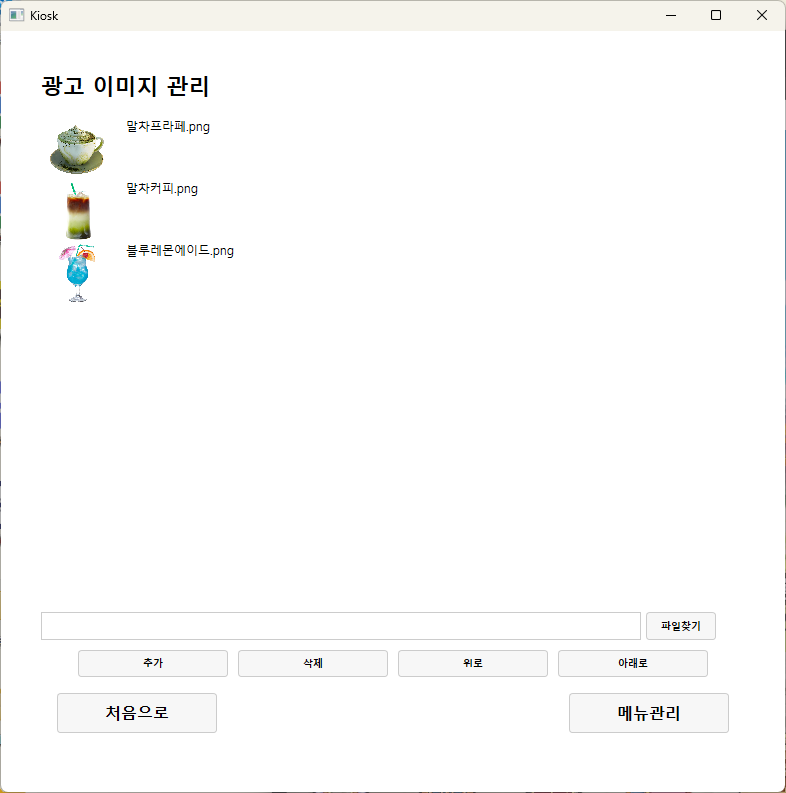 Kiosk
광고 이미지 관리
말차프라페.png
말차커피.png
블루레몬에이드.png
파일찾기
추가 삭제 위로 아래로
처음으로 메뉴관리